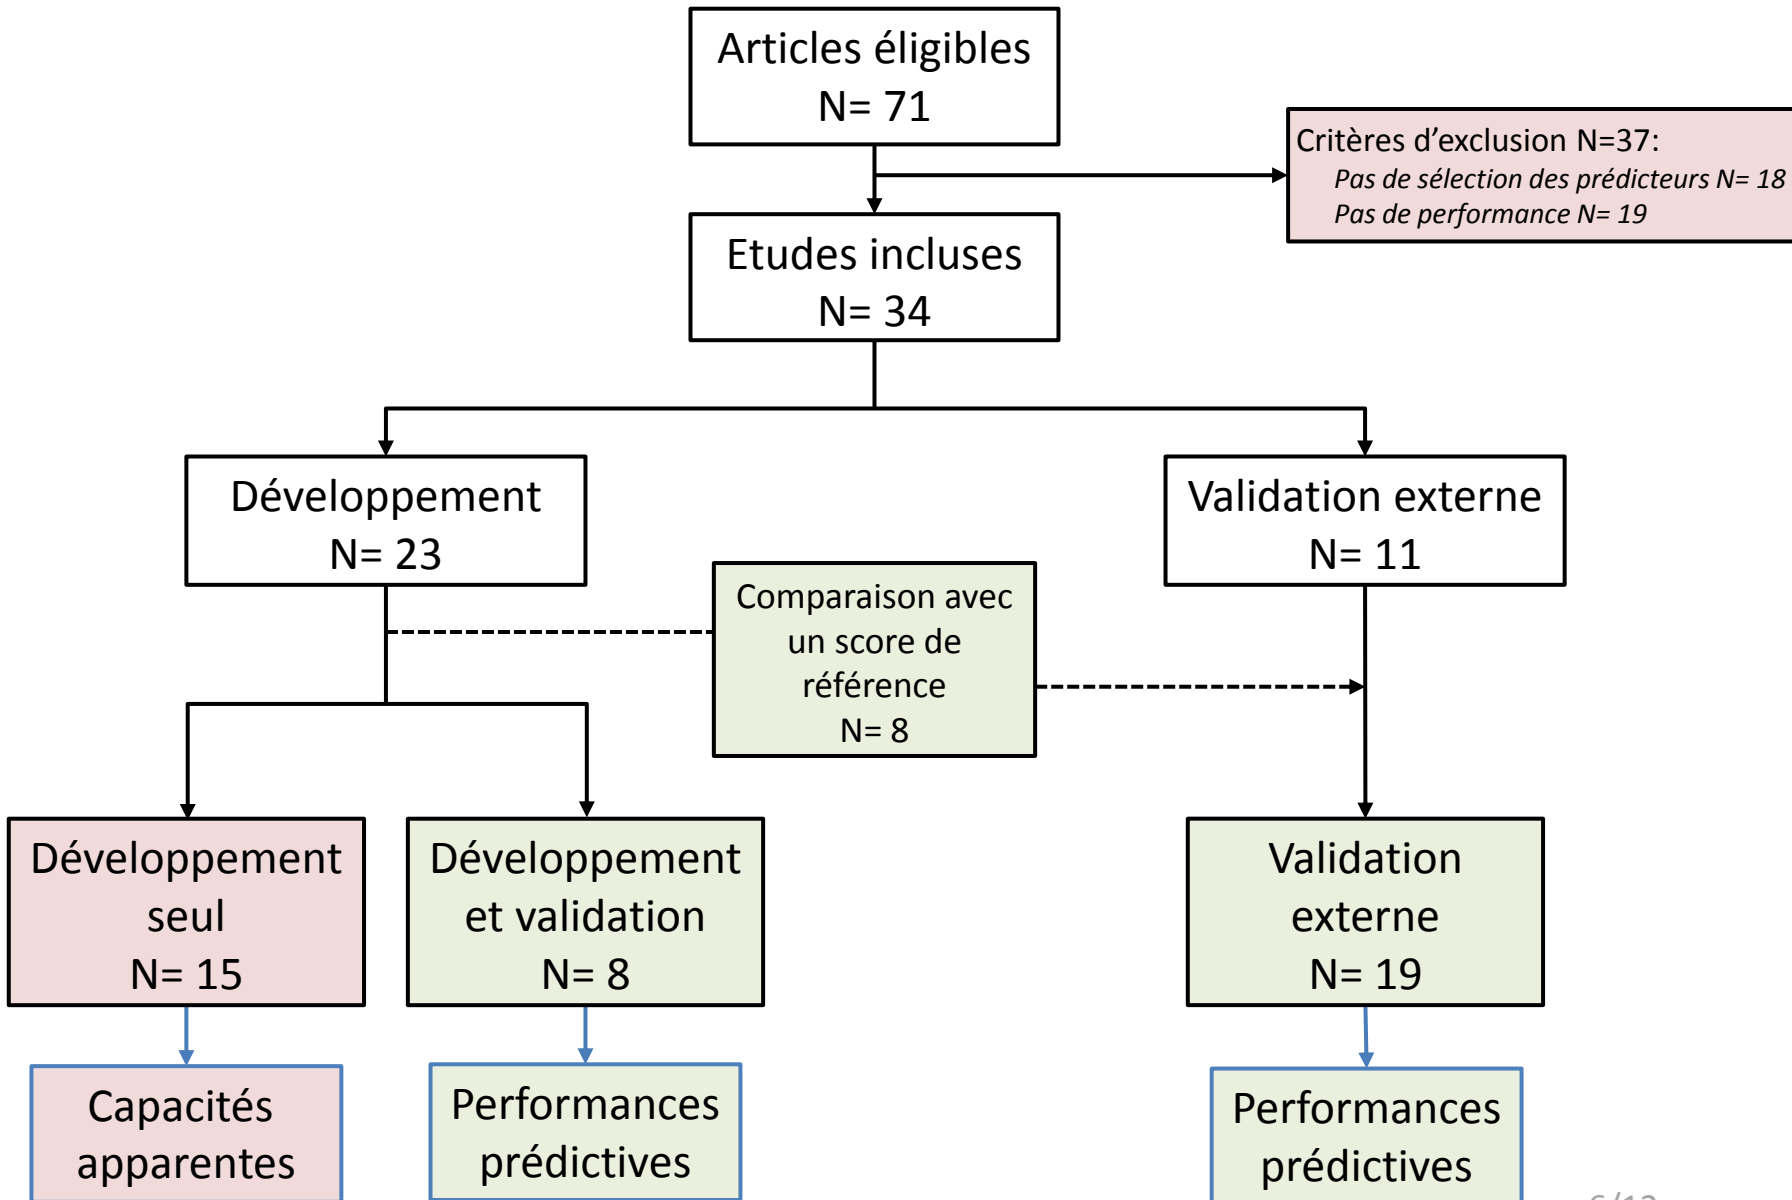 Articles éligibles
N= 71
Critères d'exclusion N=37:
Pas de sélection des prédicteurs N= 18
Pas de performance N= 19
Etudes incluses
N= 34
Développement
N= 23
Validation externe
N= 11
Comparaison avec
un score de
référence
N= 8
Développement
seul
N= 15
Développement
et validation
N= 8
Validation
externe
N= 19
Capacités
apparentes
Performances
prédictives
Performances
prédictives